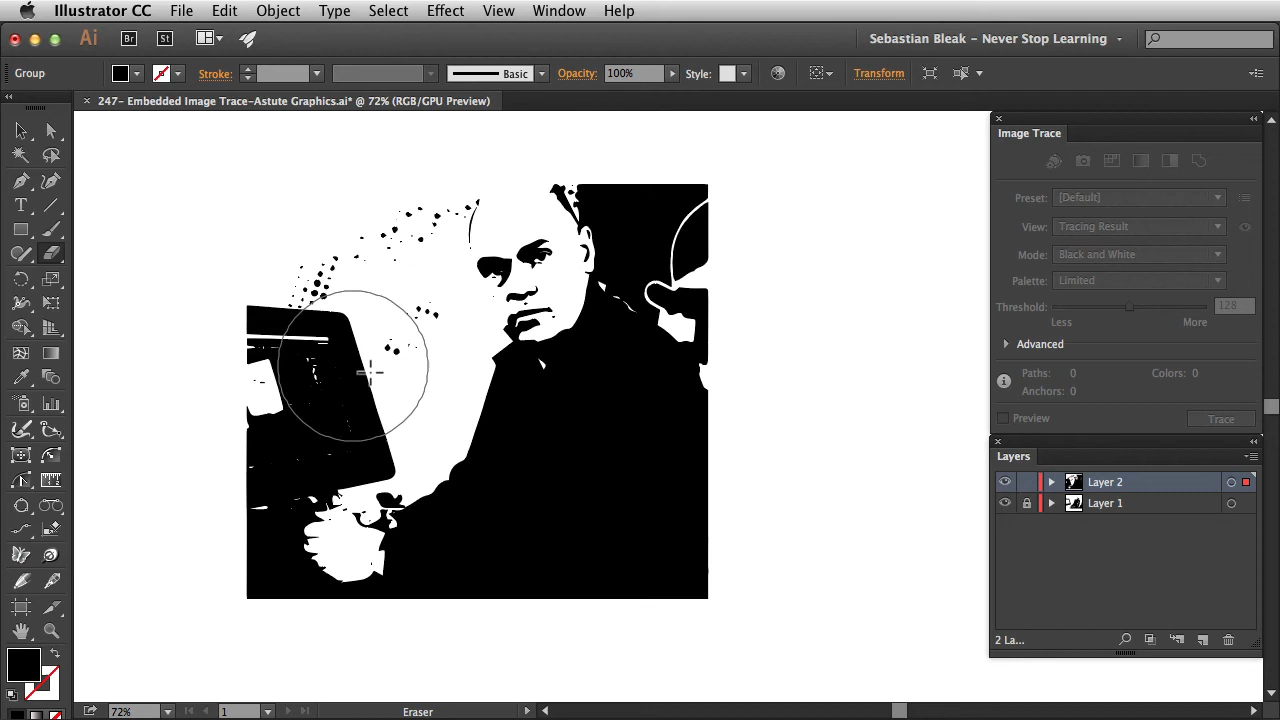 Illustrator CC File Edit Object Type Select Effect View Window Help
Ai Br St Sebastian Bleak – Never Stop Learning
Group Stroke: Basic Opacity: 100% Style: Transform
247- Embedded Image Trace-Astute Graphics.ai* @ 72% (RGB/GPU Preview)
Image Trace
Preset: [Default]
View: Tracing Result
Mode: Black and White
Palette: Limited
Threshold: 128
Less More
Advanced
Paths: 0 Colors: 0
Anchors: 0
Preview Trace
Layers
Layer 2
Layer 1
2 La...
72% 1 Eraser